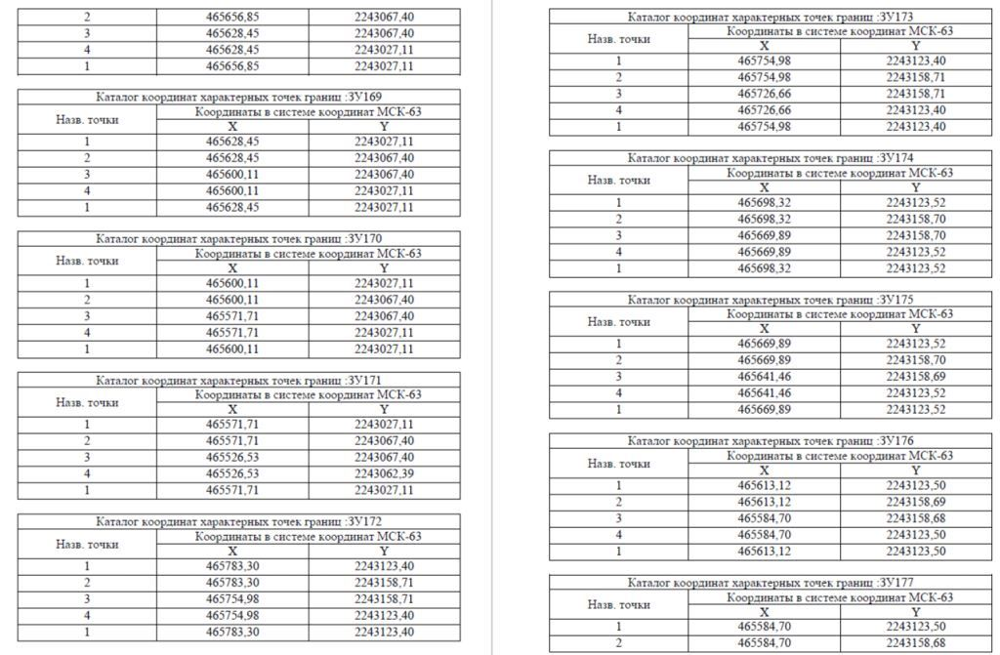 2 465656,85 2243067,40
3 465628,45 2243067,40
4 465628,45 2243027,11
1 465656,85 2243027,11
Каталог координат характерных точек границ :ЗУ169
Назв. точки Координаты в системе координат МСК-63
X Y
1 465628,45 2243027,11
2 465628,45 2243067,40
3 465600,11 2243067,40
4 465600,11 2243027,11
1 465628,45 2243027,11
Каталог координат характерных точек границ :ЗУ170
Назв. точки Координаты в системе координат МСК-63
X Y
1 465600,11 2243027,11
2 465600,11 2243067,40
3 465571,71 2243067,40
4 465571,71 2243027,11
1 465600,11 2243027,11
Каталог координат характерных точек границ :ЗУ171
Назв. точки Координаты в системе координат МСК-63
X Y
1 465571,71 2243027,11
2 465571,71 2243067,40
3 465526,53 2243067,40
4 465526,53 2243062,39
1 465571,71 2243027,11
Каталог координат характерных точек границ :ЗУ172
Назв. точки Координаты в системе координат МСК-63
X Y
1 465783,30 2243123,40
2 465783,30 2243158,71
3 465754,98 2243158,71
4 465754,98 2243123,40
1 465783,30 2243123,40
Каталог координат характерных точек границ :ЗУ173
Назв. точки Координаты в системе координат МСК-63
X Y
1 465754,98 2243123,40
2 465754,98 2243158,71
3 465726,66 2243158,71
4 465726,66 2243123,40
1 465754,98 2243123,40
Каталог координат характерных точек границ :ЗУ174
Назв. точки Координаты в системе координат МСК-63
X Y
1 465698,32 2243123,52
2 465698,32 2243158,70
3 465669,89 2243158,70
4 465669,89 2243123,52
1 465698,32 2243123,52
Каталог координат характерных точек границ :ЗУ175
Назв. точки Координаты в системе координат МСК-63
X Y
1 465669,89 2243123,52
2 465669,89 2243158,70
3 465641,46 2243158,69
4 465641,46 2243123,52
1 465669,89 2243123,52
Каталог координат характерных точек границ :ЗУ176
Назв. точки Координаты в системе координат МСК-63
X Y
1 465613,12 2243123,50
2 465613,12 2243158,69
3 465584,70 2243158,68
4 465584,70 2243123,50
1 465613,12 2243123,50
Каталог координат характерных точек границ :ЗУ177
Назв. точки Координаты в системе координат МСК-63
X Y
1 465584,70 2243123,50
2 465584,70 2243158,68